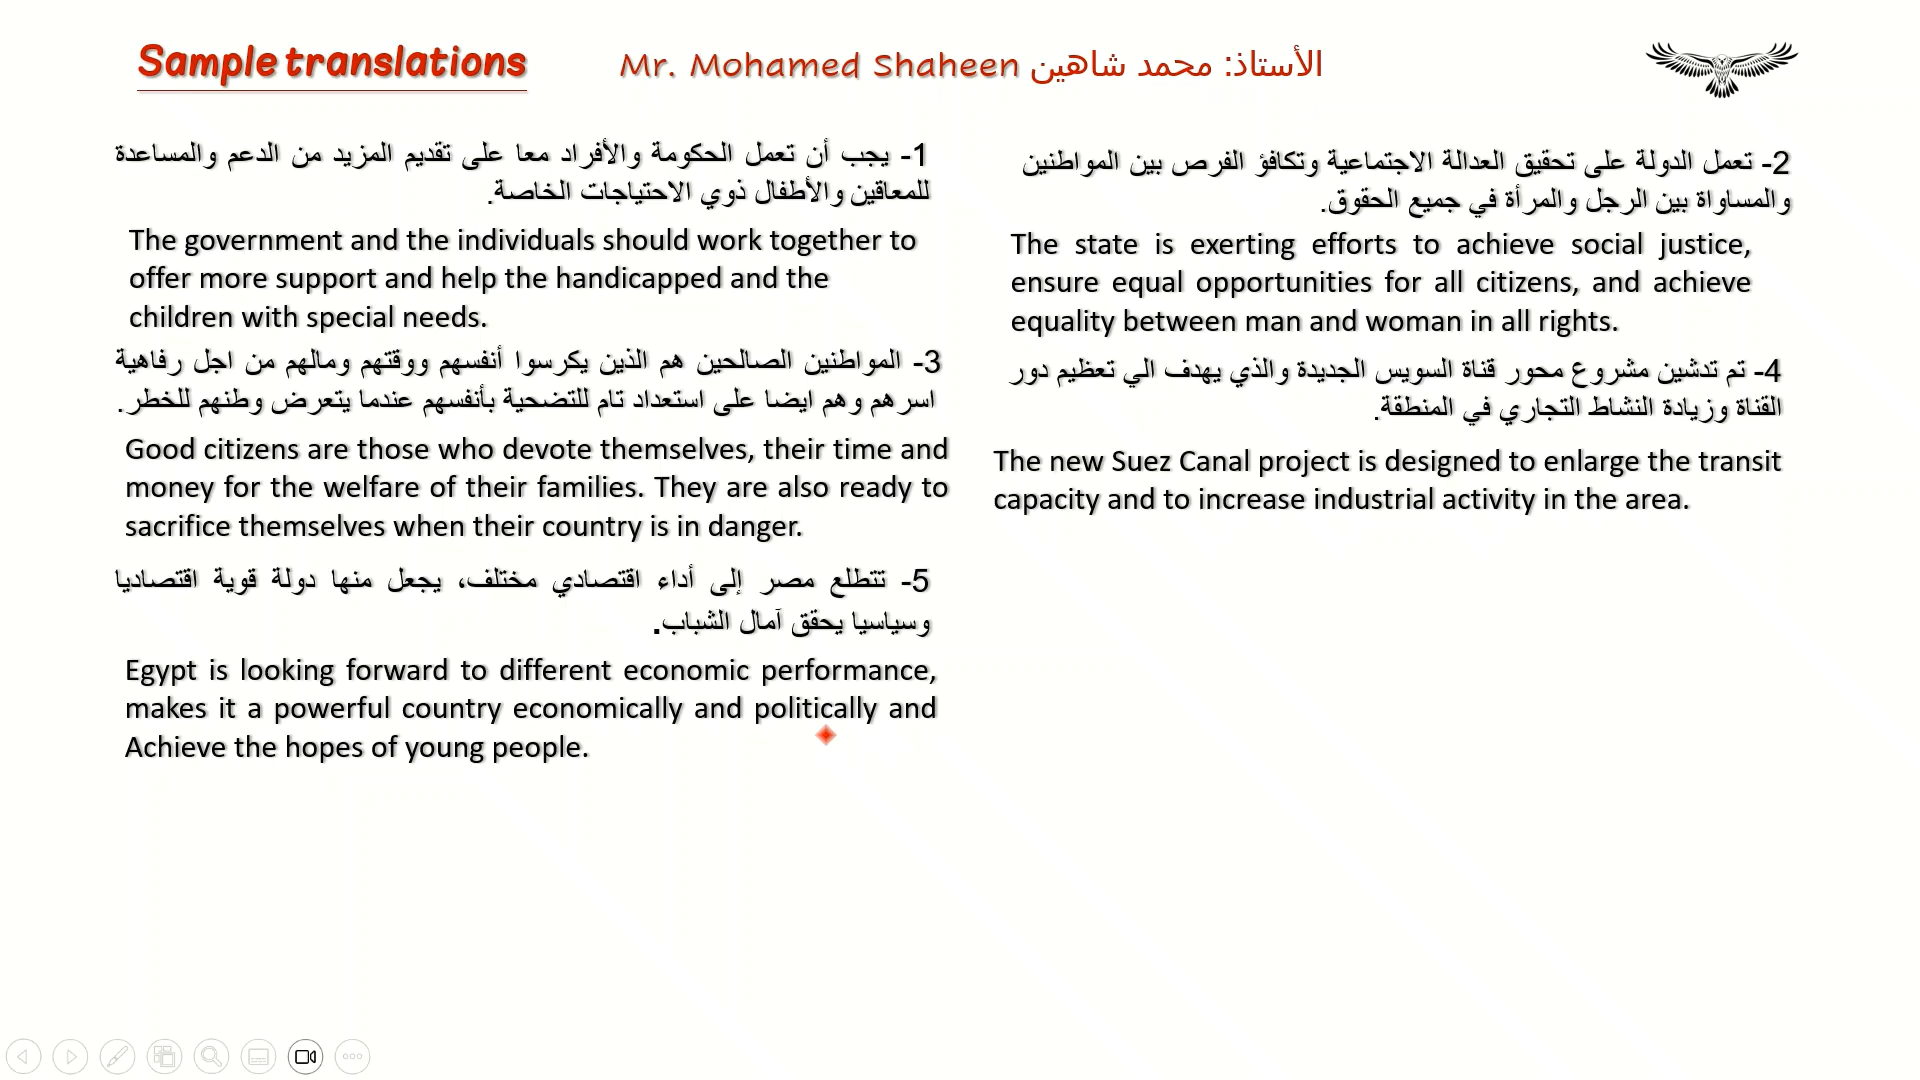 Sample translations
Mr. Mohamed Shaheen الأستاذ: محمد شاهين
1- يجب أن تعمل الحكومة والأفراد معا على تقديم المزيد من الدعم والمساعدة
للمعاقين والأطفال ذوي الاحتياجات الخاصة.
The government and the individuals should work together to
offer more support and help the handicapped and the
children with special needs.
2- تعمل الدولة على تحقيق العدالة الاجتماعية وتكافؤ الفرص بين المواطنين
والمساواة بين الرجل والمرأة في جميع الحقوق.
The state is exerting efforts to achieve social justice,
ensure equal opportunities for all citizens, and achieve
equality between man and woman in all rights.
3- المواطنين الصالحين هم الذين يكرسوا أنفسهم ووقتهم ومالهم من اجل رفاهية
اسرهم وهم ايضا على استعداد تام للتضحية بأنفسهم عندما يتعرض وطنهم للخطر.
Good citizens are those who devote themselves, their time and
money for the welfare of their families. They are also ready to
sacrifice themselves when their country is in danger.
4- تم تدشين مشروع محور قناة السويس الجديدة والذي يهدف الي تعظيم دور
القناة وزيادة النشاط التجاري في المنطقة.
The new Suez Canal project is designed to enlarge the transit
capacity and to increase industrial activity in the area.
5- تتطلع مصر إلى أداء اقتصادي مختلف، يجعل منها دولة قوية اقتصاديا
وسياسيا يحقق آمال الشباب.
Egypt is looking forward to different economic performance,
makes it a powerful country economically and politically and
Achieve the hopes of young people.